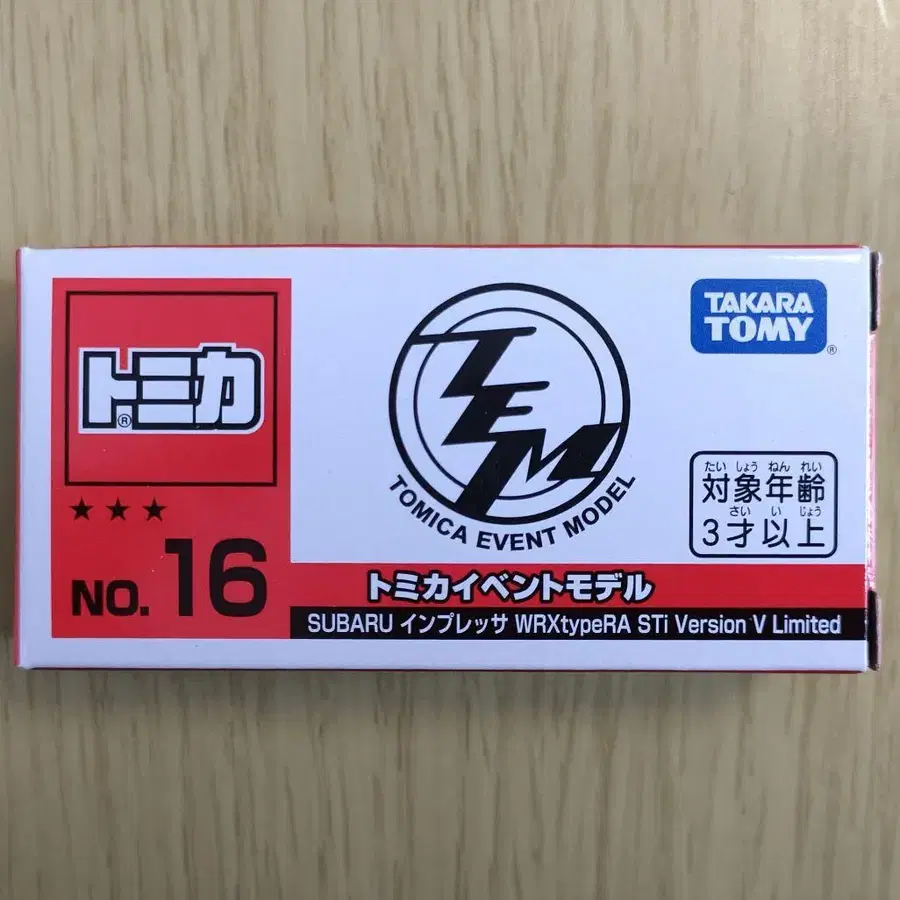 トミカ®
★★★
NO. 16
TEM
TOMICA EVENT MODEL
TAKARA
TOMY®
たいしょうねんれい
対象年齢
さいいじょう
3才以上
トミカイベントモデル
SUBARU インプレッサ WRXtypeRA STi Version V Limited